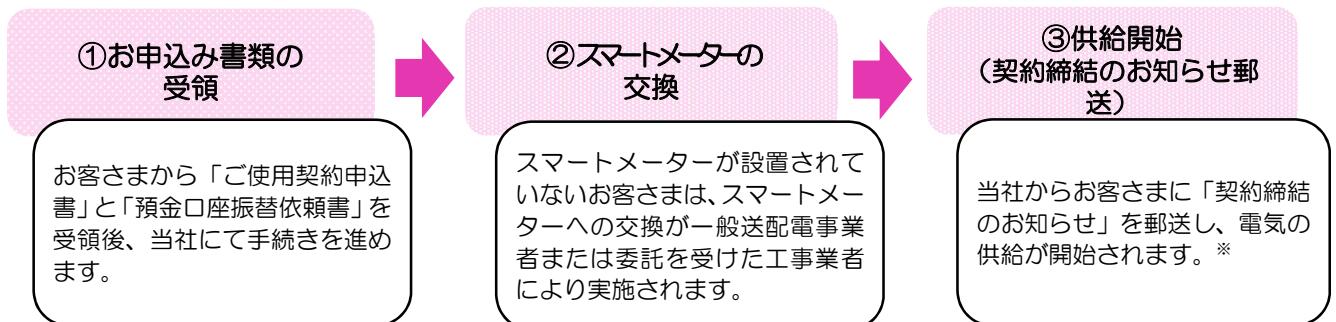 ①お申込み書類の
受領
お客さまから「ご使用契約申込
書」と「預金口座振替依頼書」を
受領後、当社にて手続きを進め
ます。
②スマートメーターの
交換
スマートメーターが設置されて
いないお客さまは、スマートメー
ターへの交換が一般送配電事業
者または委託を受けた工事業者
により実施されます。
③供給開始
（契約締結のお知らせ郵
送）
当社からお客さまに「契約締結
のお知らせ」を郵送し、電気の
供給が開始されます。※